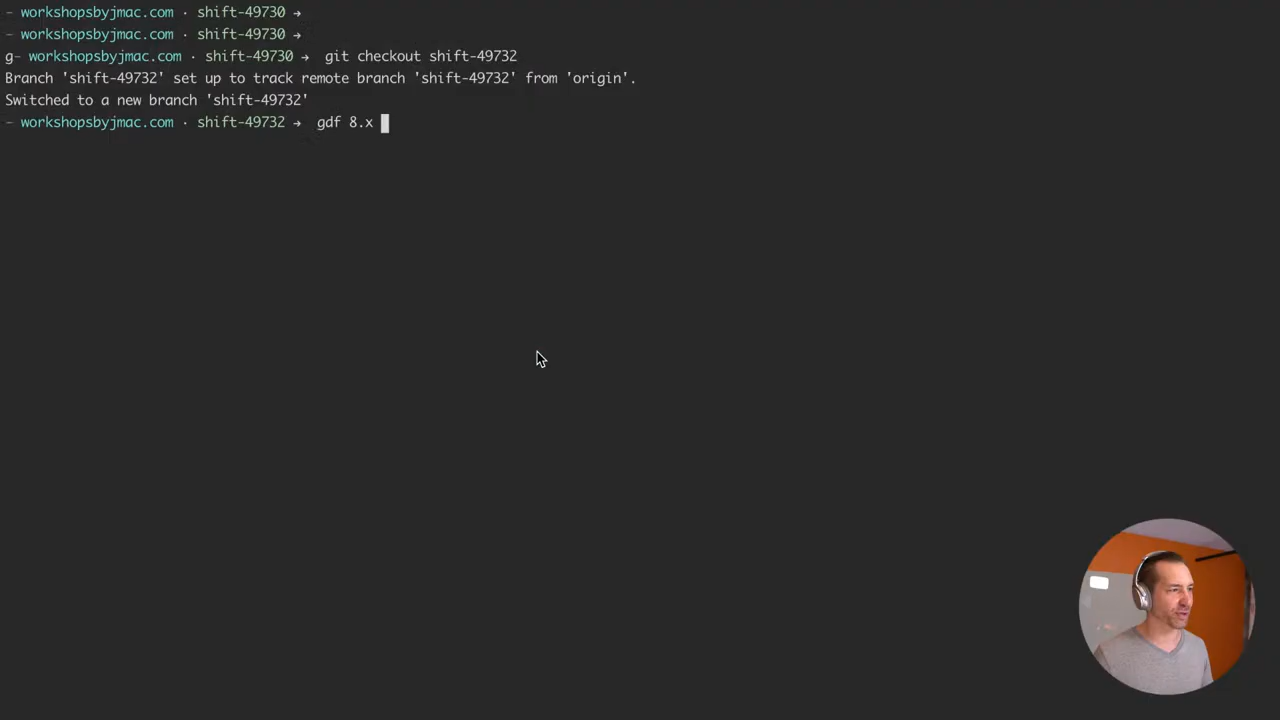 - workshopsbyjmac.com · shift-49730 →
- workshopsbyjmac.com · shift-49730 →
g- workshopsbyjmac.com · shift-49730 → git checkout shift-49732
Branch 'shift-49732' set up to track remote branch 'shift-49732' from 'origin'.
Switched to a new branch 'shift-49732'
- workshopsbyjmac.com · shift-49732 → gdf 8.x